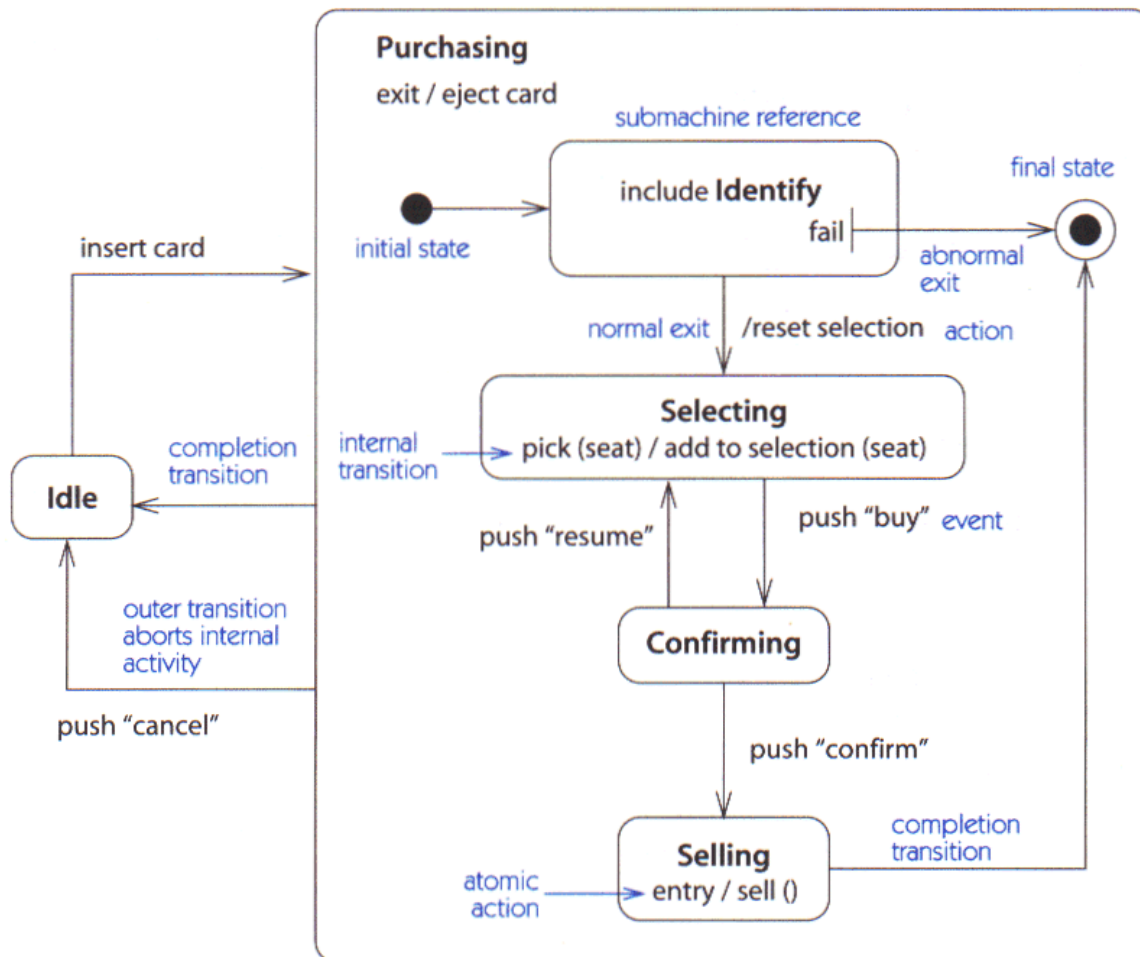 Purchasing
exit / eject card
submachine reference
include Identify
fail
final state
initial state
abnormal
exit
insert card
normal exit
/reset selection
action
Selecting
pick (seat) / add to selection (seat)
internal
transition
completion
transition
Idle
push “resume”
push “buy”
event
outer transition
aborts internal
activity
push “cancel”
Confirming
push “confirm”
Selling
entry / sell ()
completion
transition
atomic
action